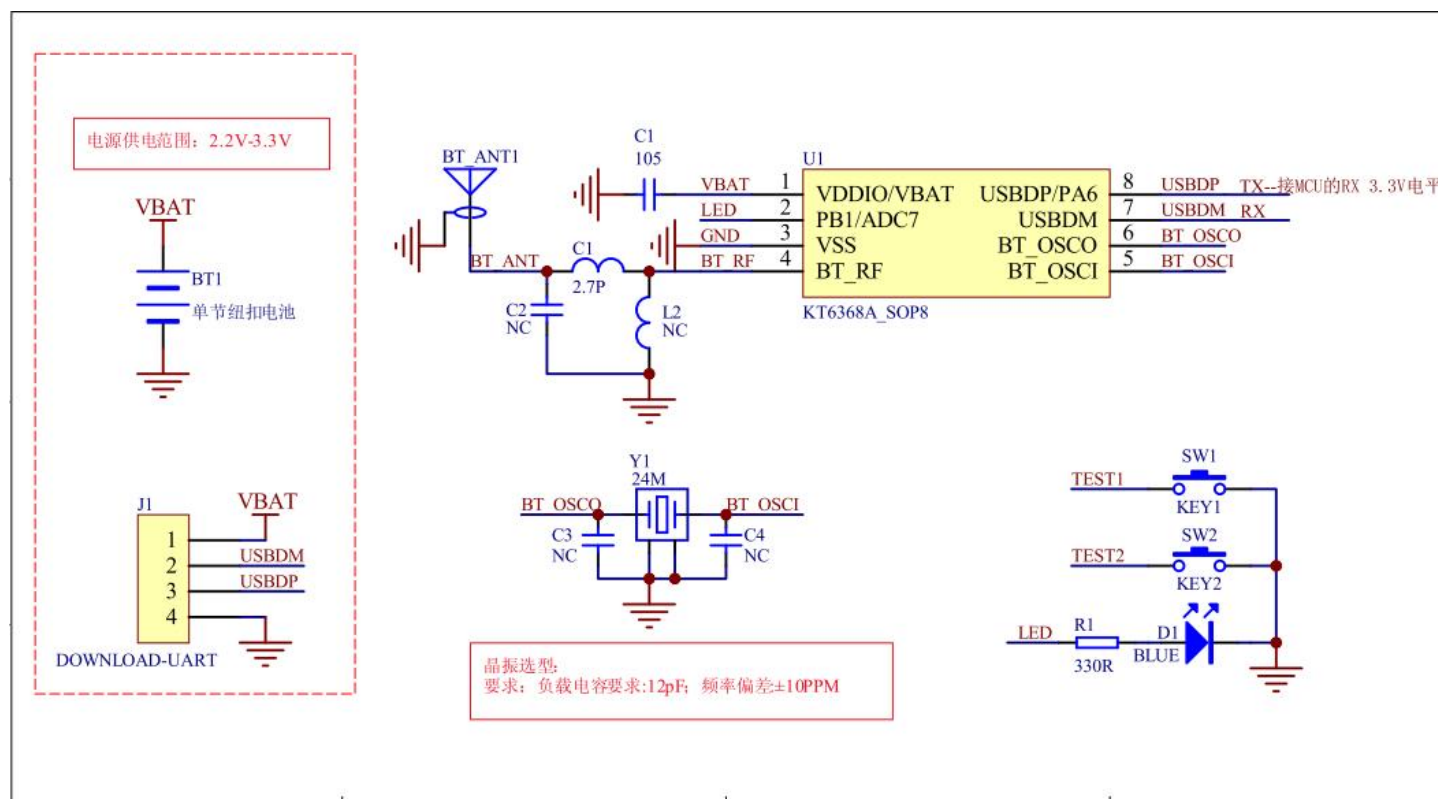 电源供电范围：2.2V-3.3V
VBAT
BT1
单节纽扣电池
J1
VBAT
1
2
USBDM
3
USBDP
4
DOWNLOAD-UART
BT_ANT1
BT_ANT
C1
2.7P
C2
NC
L2
NC
C1
105
VBAT
LED
GND
BT_RF
U1
1
VDDIO/VBAT
2
PB1/ADC7
3
VSS
4
BT_RF
USBDP/PA6
8
USBDM
7
BT_OSCO
6
BT_OSCI
5
USBDP
TX--接MCU的RX 3.3V电平
USBDM
RX
BT_OSCO
BT_OSCI
KT6368A_SOP8
Y1
24M
BT_OSCO
BT_OSCI
C3
NC
C4
NC
晶振选型:
要求：负载电容要求:12pF；频率偏差:±10PPM
SW1
TEST1
KEY1
SW2
TEST2
KEY2
LED
R1
330R
D1
BLUE